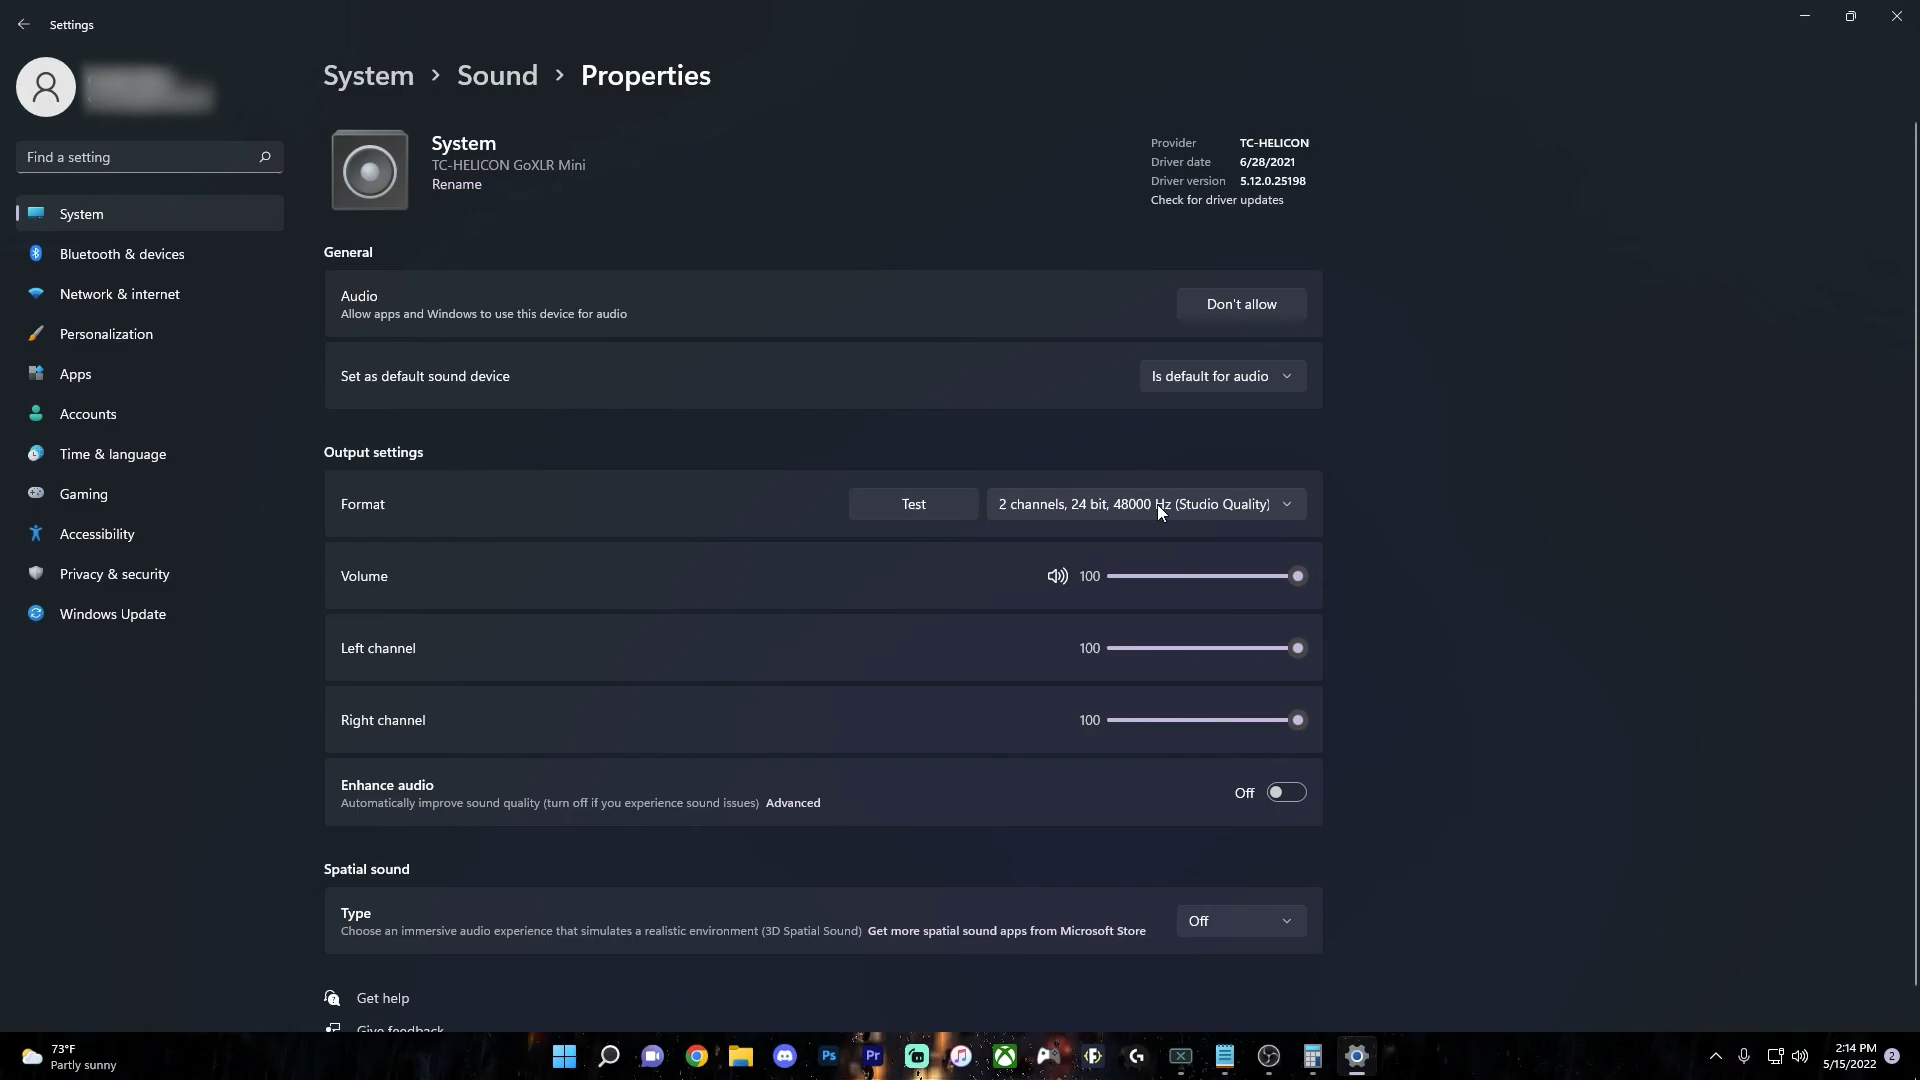 Settings
System > Sound > Properties
Find a setting
System
Bluetooth & devices
Network & internet
Personalization
Apps
Accounts
Time & language
Gaming
Accessibility
Privacy & security
Windows Update
System
TC-HELICON GoXLR Mini
Rename
Provider TC-HELICON
Driver date 6/28/2021
Driver version 5.12.0.25198
Check for driver updates
General
Audio
Allow apps and Windows to use this device for audio
Don't allow
Set as default sound device
Is default for audio
Output settings
Format
Test
2 channels, 24 bit, 48000 Hz (Studio Quality)
Volume
100
Left channel
100
Right channel
100
Enhance audio
Automatically improve sound quality (turn off if you experience sound issues) Advanced
Off
Spatial sound
Type
Choose an immersive audio experience that simulates a realistic environment (3D Spatial Sound) Get more spatial sound apps from Microsoft Store
Off
Get help
Give feedback
73°F
Partly sunny
Ps
Pr
2:14 PM
5/15/2022
2